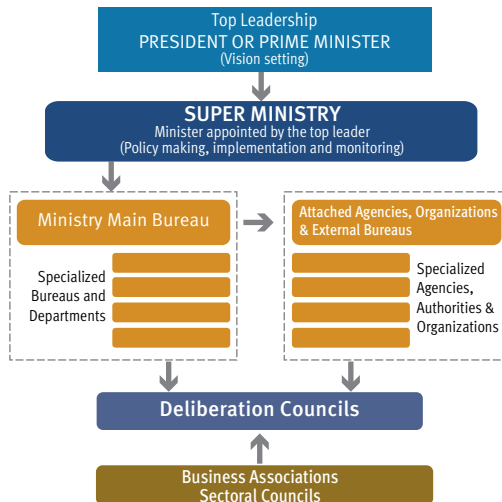 Top Leadership
PRESIDENT OR PRIME MINISTER
(Vision setting)
SUPER MINISTRY
Minister appointed by the top leader
(Policy making, implementation and monitoring)
Ministry Main Bureau
Specialized
Bureaus and
Departments
Attached Agencies, Organizations
& External Bureaus
Specialized
Agencies,
Authorities &
Organizations
Deliberation Councils
Business Associations
Sectoral Councils